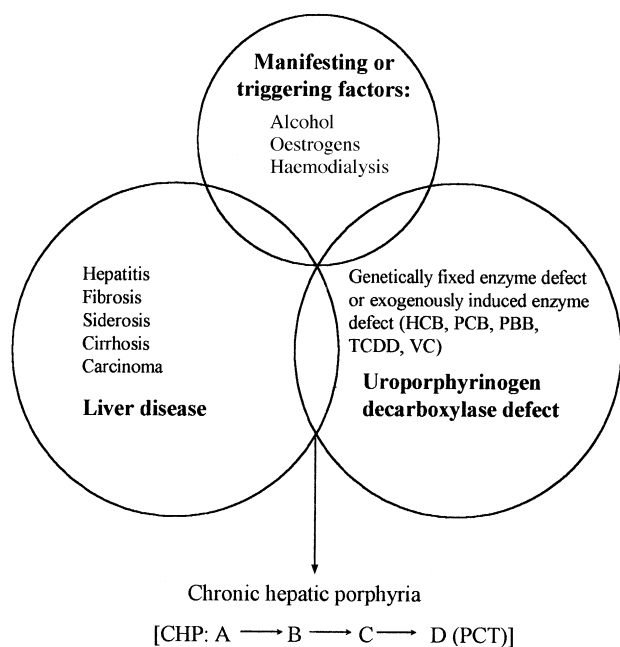 Manifesting or
triggering factors:
Alcohol
Oestrogens
Haemodialysis
Hepatitis
Fibrosis
Siderosis
Cirrhosis
Carcinoma
Liver disease
Genetically fixed enzyme defect
or exogenously induced enzyme
defect (HCB, PCB, PBB,
TCDD, VC)
Uroporphyrinogen
decarboxylase defect
Chronic hepatic porphyria
[CHP: A → B → C → D (PCT)]